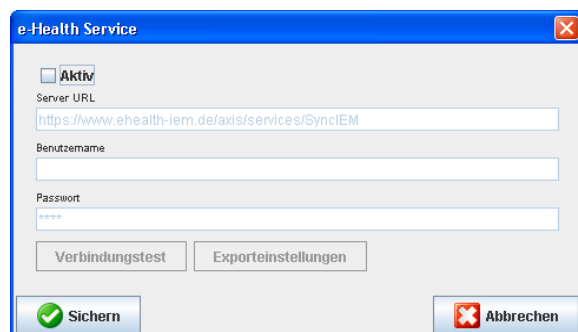 e-Health Service
Aktiv
Server URL
https://www.ehealth-iem.de/axis/services/SyncIEM
Benutzername
Passwort
****
Verbindungstest Exporteinstellungen
Sichern Abbrechen